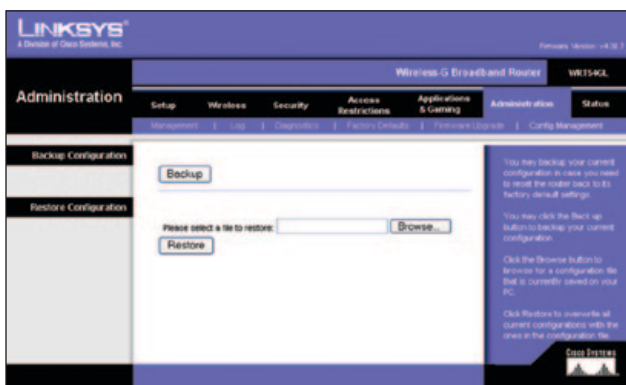 LINKSYS®
A Division of Cisco Systems, Inc.
Firmware Version: v4.30.7
Wireless-G Broadband Router WRT54GL
Administration
Setup Wireless Security Access Restrictions Applications & Gaming Administration Status
Management | Log | Diagnostics | Factory Defaults | Firmware Upgrade | Config Management
Backup Configuration
Backup
Restore Configuration
Please select a file to restore: Browse...
Restore
You may backup your current
configuration in case you need
to reset the router back to its
factory default settings.
You may click the Back up
button to backup your current
configuration.
Click the Browse button to
browse for a configuration file
that is currently saved on your
PC.
Click Restore to overwrite all
current configurations with the
ones in the configuration file.
CISCO SYSTEMS